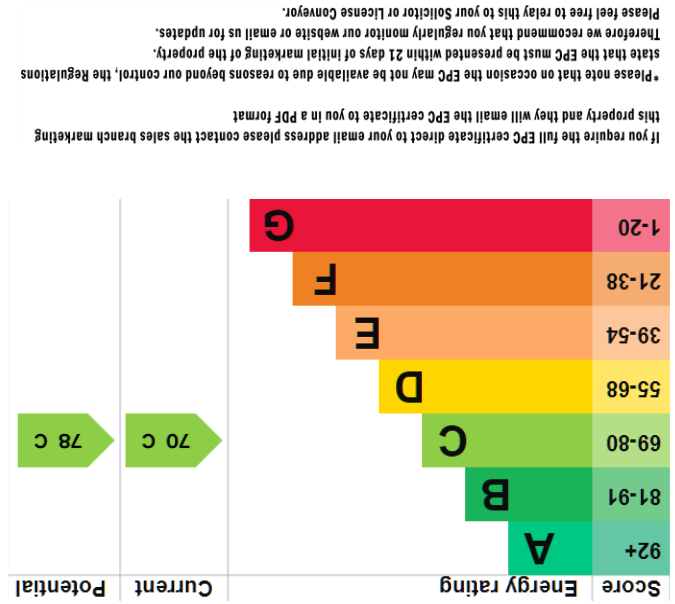 Score Energy rating Current Potential
92+ A
81-91 B
69-80 C 70 C 78 C
55-68 D
39-54 E
21-38 F
1-20 G
If you require the full EPC certificate direct to your email address please contact the sales branch marketing
this property and they will email the EPC certificate to you in a PDF format
*Please note that on occasion the EPC may not be available due to reasons beyond our control, the Regulations
state that the EPC must be presented within 21 days of initial marketing of the property.
Therefore we recommend that you regularly monitor our website or email us for updates.
Please feel free to relay this to your Solicitor or License Conveyor.